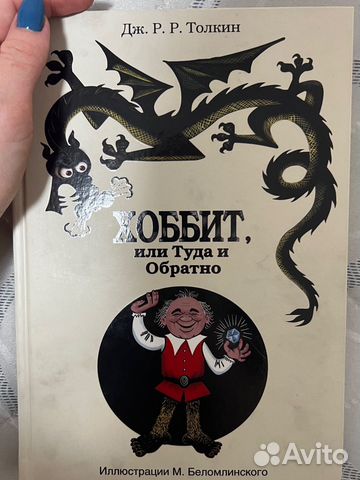 Дж. Р. Р. Толкин
ХОББИТ,
или Туда и
Обратно
Иллюстрации М. Беломлинского
Avito